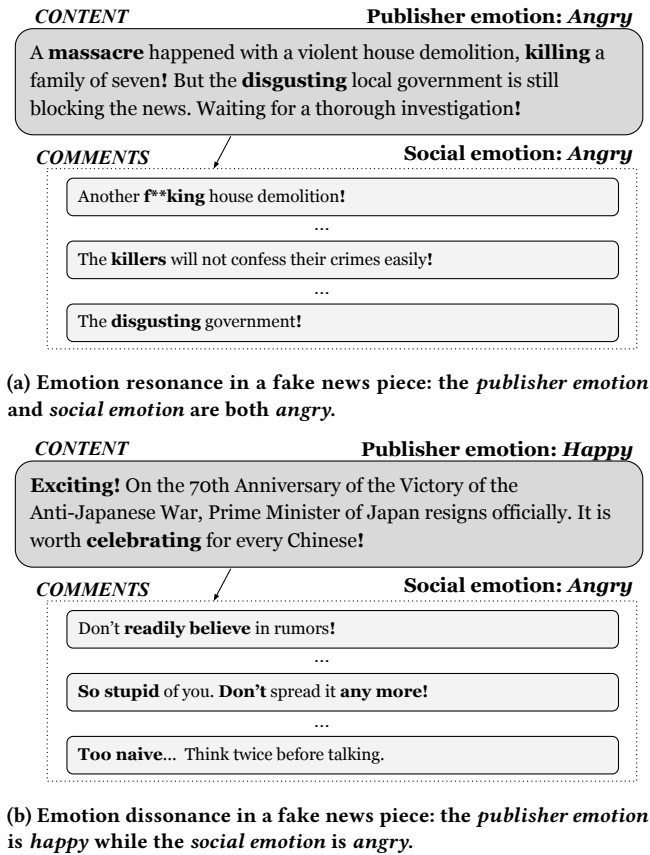 CONTENT Publisher emotion: Angry
A massacre happened with a violent house demolition, killing a
family of seven! But the disgusting local government is still
blocking the news. Waiting for a thorough investigation!
COMMENTS Social emotion: Angry
Another f**king house demolition!
...
The killers will not confess their crimes easily!
...
The disgusting government!
(a) Emotion resonance in a fake news piece: the publisher emotion
and social emotion are both angry.
CONTENT Publisher emotion: Happy
Exciting! On the 70th Anniversary of the Victory of the
Anti-Japanese War, Prime Minister of Japan resigns officially. It is
worth celebrating for every Chinese!
COMMENTS Social emotion: Angry
Don't readily believe in rumors!
...
So stupid of you. Don't spread it any more!
...
Too naive... Think twice before talking.
(b) Emotion dissonance in a fake news piece: the publisher emotion
is happy while the social emotion is angry.